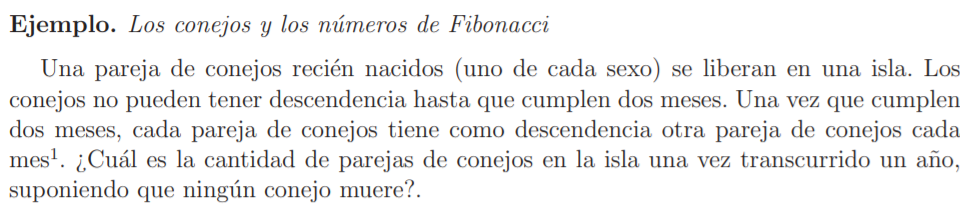 Ejemplo. Los conejos y los números de Fibonacci
Una pareja de conejos recién nacidos (uno de cada sexo) se liberan en una isla. Los
conejos no pueden tener descendencia hasta que cumplen dos meses. Una vez que cumplen
dos meses, cada pareja de conejos tiene como descendencia otra pareja de conejos cada
mes¹. ¿Cuál es la cantidad de parejas de conejos en la isla una vez transcurrido un año,
suponiendo que ningún conejo muere?.